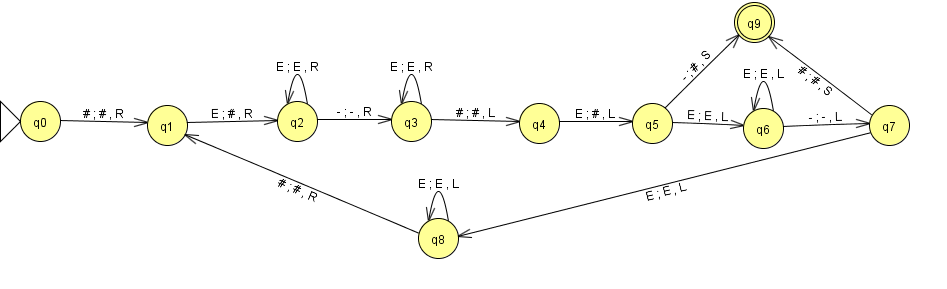 q9
- ; # , S
E ; E , R
E ; E , R
E ; E , L
# ; # , S
q0
# ; # , R
q1
E ; # , R
q2
- ; - , R
q3
# ; # , L
q4
E ; # , L
q5
E ; E , L
q6
- ; - , L
q7
# ; # , R
E ; E , L
E ; E , L
q8